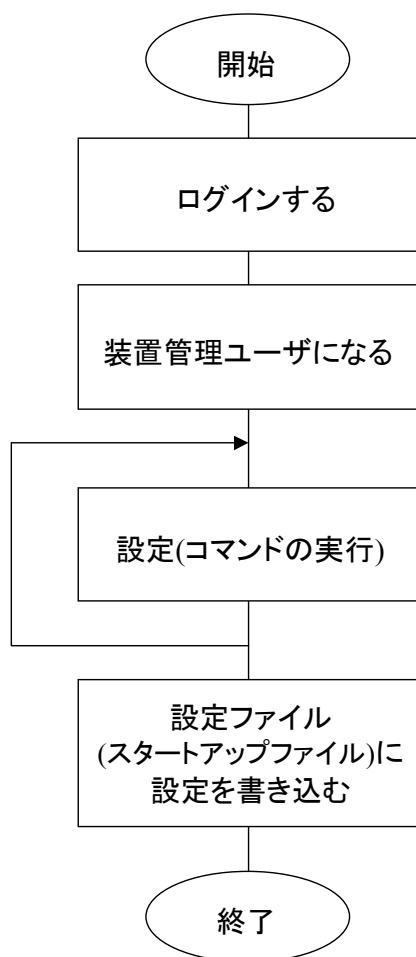 開始
ログインする
装置管理ユーザになる
設定(コマンドの実行)
設定ファイル
(スタートアップファイル)に
設定を書き込む
終了